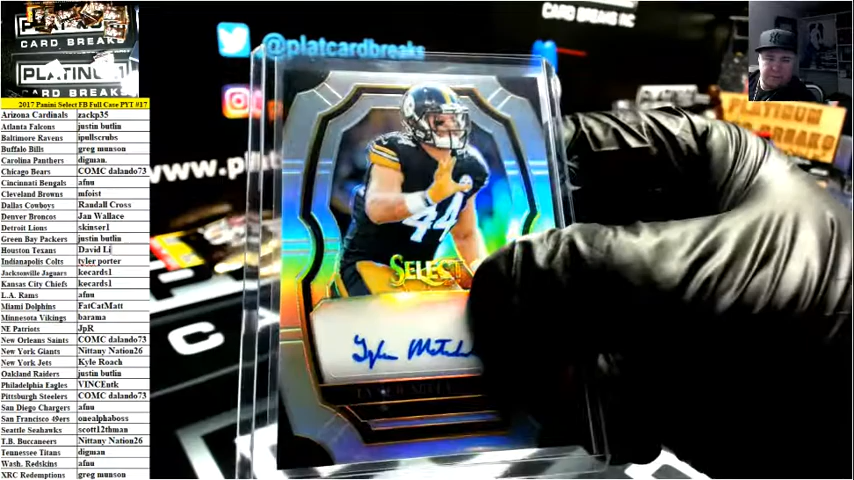 CARD BREAKS
PLATINUM
CARD BREAKS
@platcardbreaks
CARD BREAKS
PLATINUM
www.p
44
SELECT
2017 Panini Select FB Full Case PYT #17
Arizona Cardinals zackp35
Atlanta Falcons justin butlin
Baltimore Ravens ipullscrubs
Buffalo Bills greg munson
Carolina Panthers digman.
Chicago Bears COMC dalando73
Cincinnati Bengals afnu
Cleveland Browns mfoist
Dallas Cowboys Raudall Cross
Denver Broncos Jan Wallace
Detroit Lions skinser1
Green Bay Packers justin butlin
Houston Texans David Li
Indianapolis Colts tyler porter
Jacksonville Jaguars kecards1
Kansas City Chiefs kecards1
L.A. Rams afnu
Miami Dolphins FatCatMatt
Minnesota Vikings barama
NE Patriots JpR
New Orleans Saints COMC dalando73
New York Giants Nittany Nation26
New York Jets Kyle Roach
Oakland Raiders justin butlin
Philadelphia Eagles VINCEntk
Pittsburgh Steelers COMC dalando73
San Diego Chargers afnu
San Francisco 49ers onealphaboss
Seattle Seahawks scott12thman
T.B. Buccaneers Nittany Nation26
Tennessee Titans digman
Wash. Redskins afnu
XRC Redemptions greg munson